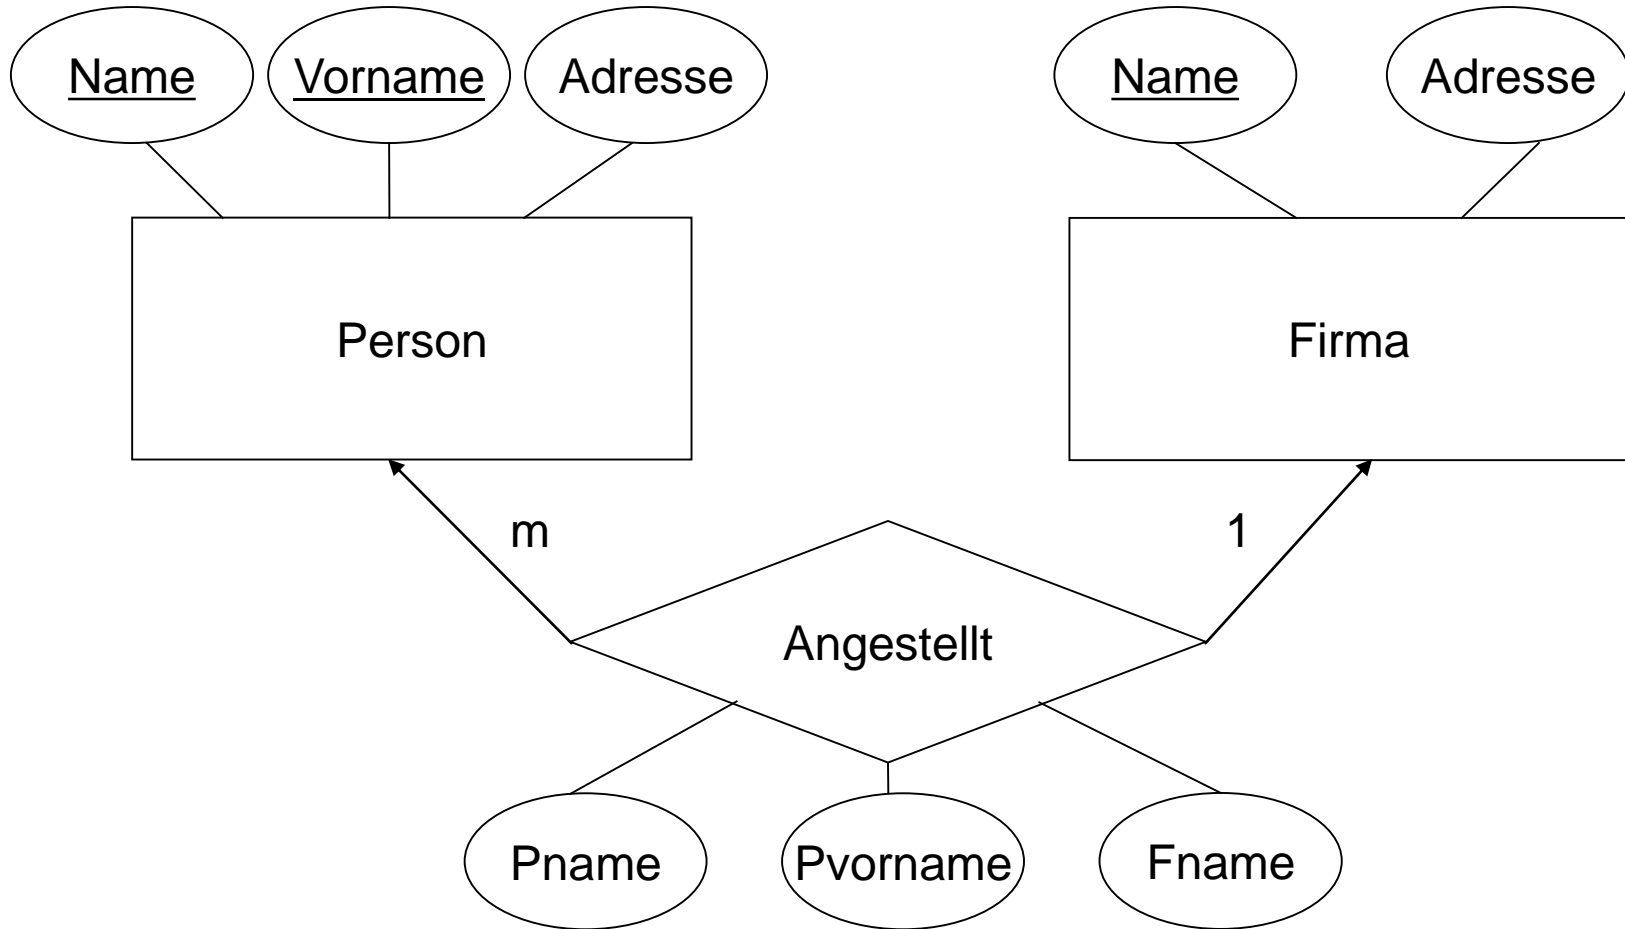 Name
Vorname
Adresse
Name
Adresse
Person
Firma
m
1
Angestellt
Pname
Pvorname
Fname